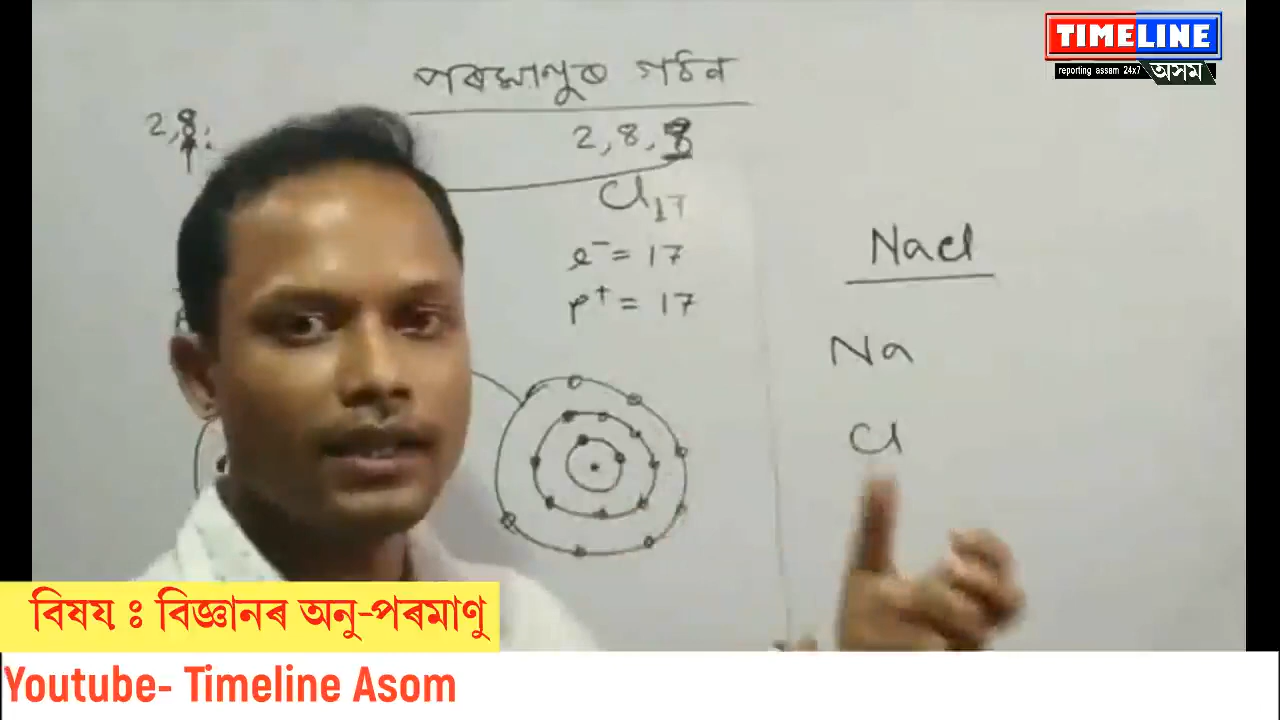 TIMELINE
reporting assam 24x7 অসম
পৰমাণুৰ গঠন
2,8,
2, 8, 8
Cl17
e⁻ = 17
p⁺ = 17
Nacl
Na
Cl
বিষয় ঃ বিজ্ঞানৰ অনু-পৰমাণু
Youtube- Timeline Asom